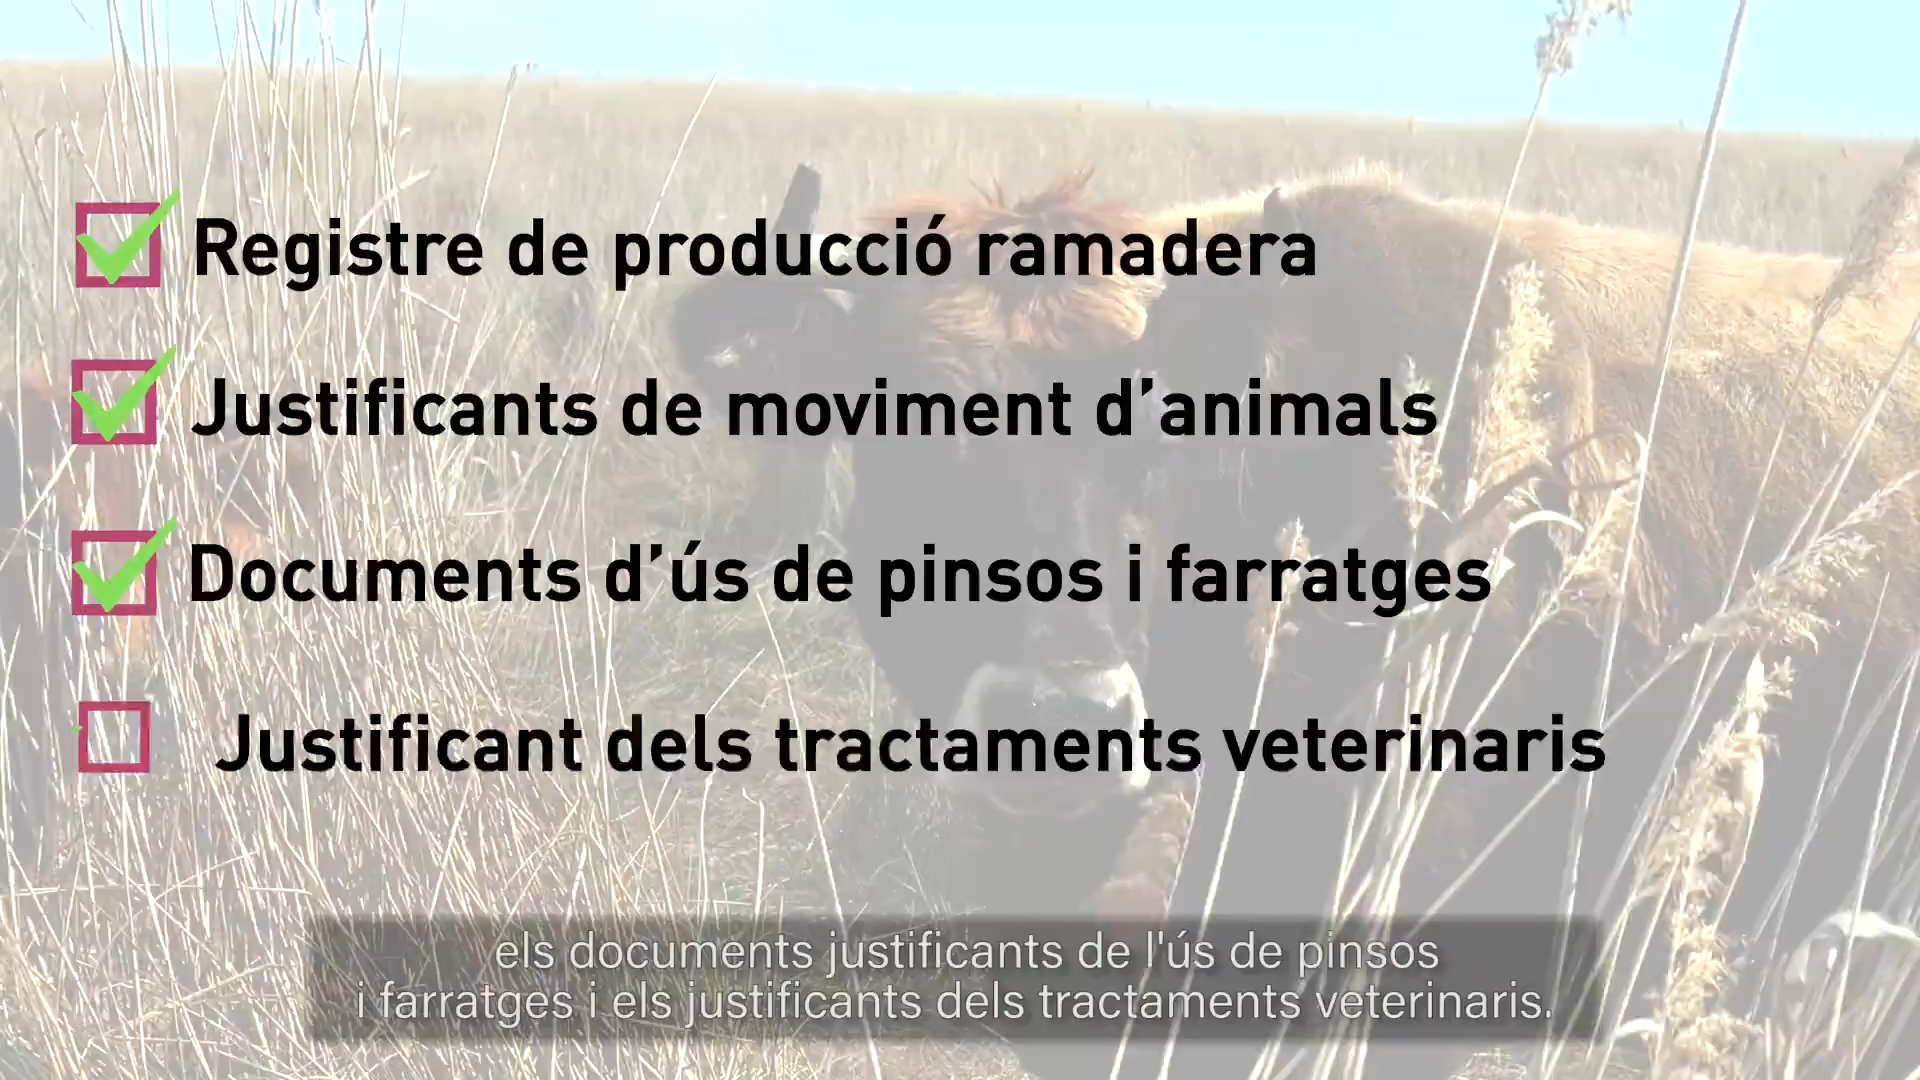 Registre de producció ramadera
Justificants de moviment d’animals
Documents d’ús de pinsos i farratges
Justificant dels tractaments veterinaris
els documents justificants de l'ús de pinsos
i farratges i els justificants dels tractaments veterinaris.